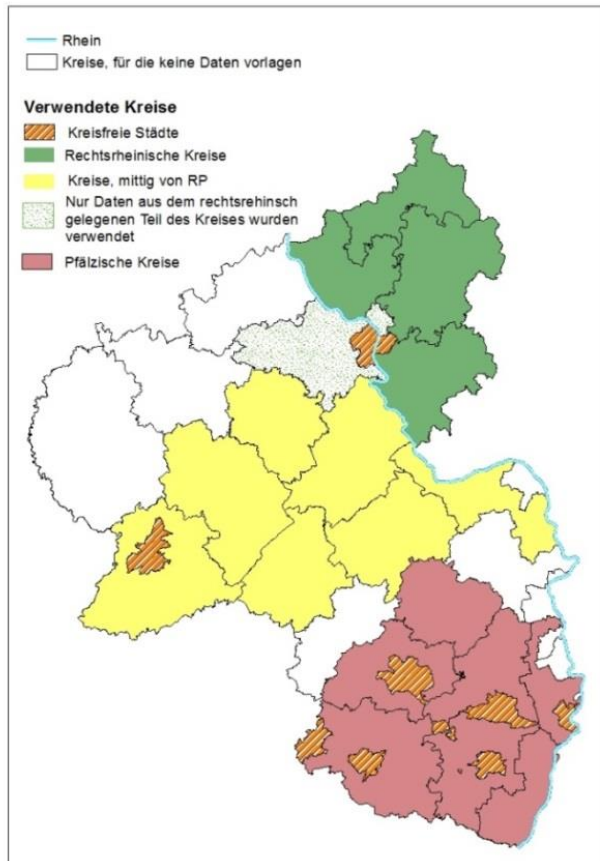 Rhein
Kreise, für die keine Daten vorlagen
Verwendete Kreise
Kreisfreie Städte
Rechtsrheinische Kreise
Kreise, mittig von RP
Nur Daten aus dem rechtsrehinsch
gelegenen Teil des Kreises wurden
verwendet
Pfälzische Kreise